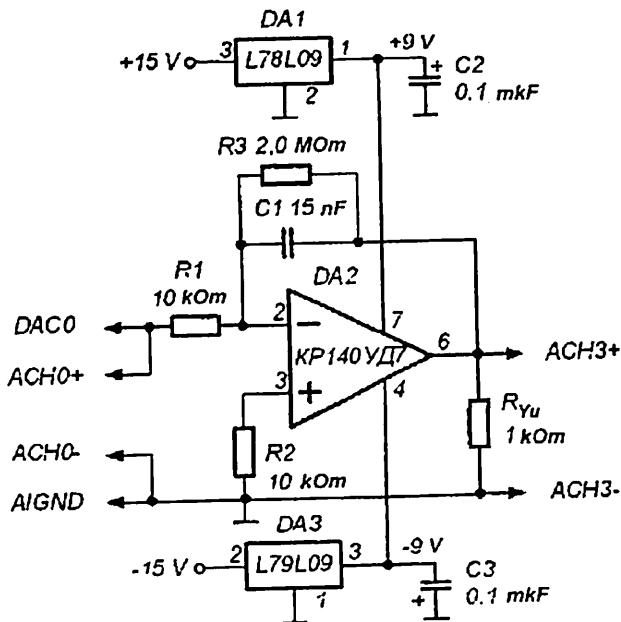 DA1
+15 V
3
L78L09
1
2
+9 V
+
C2
0.1 mkF
R3 2,0 MOm
C1 15 nF
R1
10 kOm
DA2
DAC0
ACH0+
2
7
КР140УД7
6
3
4
ACH3+
R Yu
1 kOm
ACH0-
R2
10 kOm
AIGND
ACH3-
DA3
-15 V
2
L79L09
3
1
-9 V
+
C3
0.1 mkF